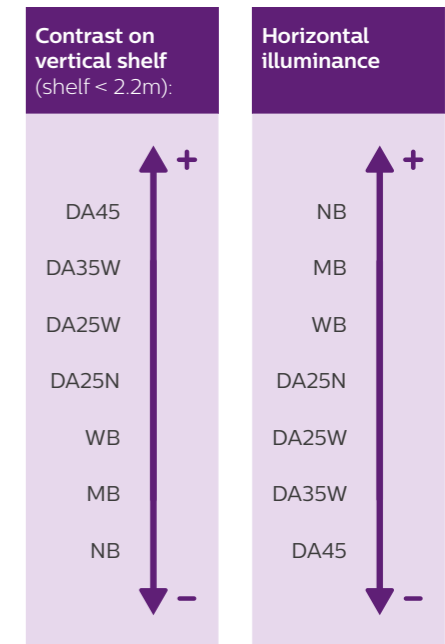 Contrast on
vertical shelf
(shelf < 2.2m):
+
DA45
DA35W
DA25W
DA25N
WB
MB
NB
−
Horizontal
illuminance
+
NB
MB
WB
DA25N
DA25W
DA35W
DA45
−